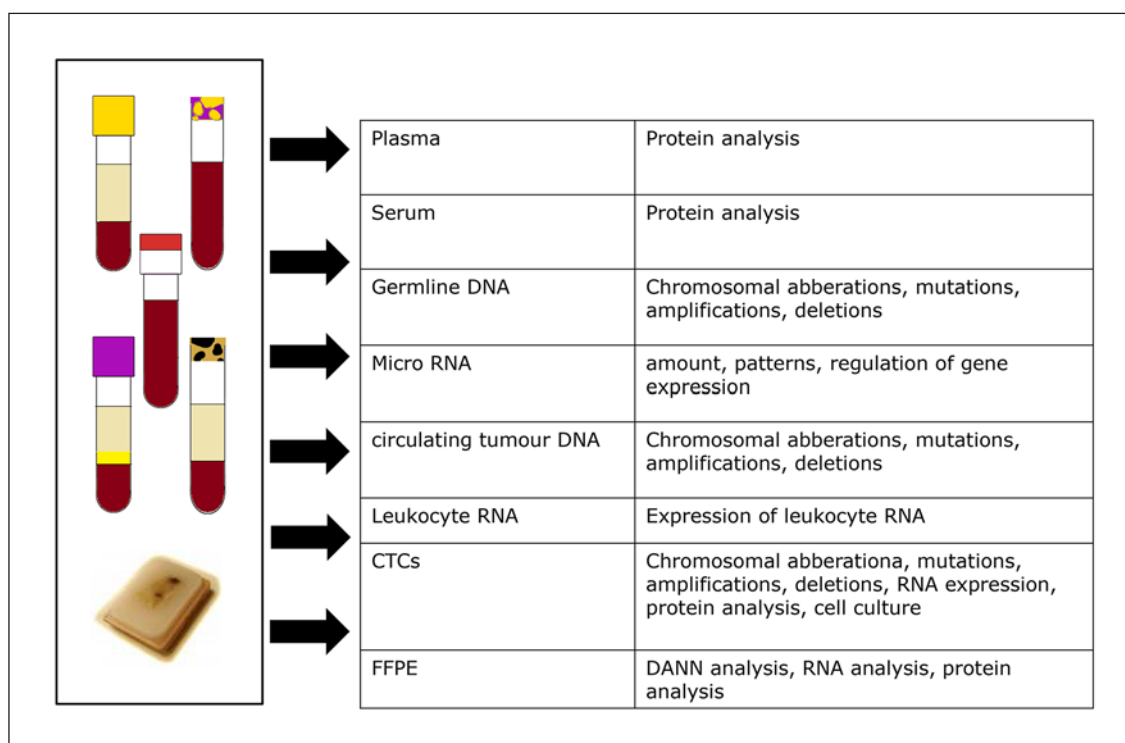 Plasma
Protein analysis
Serum
Protein analysis
Germline DNA
Chromosomal abberations, mutations,
amplifications, deletions
Micro RNA
amount, patterns, regulation of gene
expression
circulating tumour DNA
Chromosomal abberations, mutations,
amplifications, deletions
Leukocyte RNA
Expression of leukocyte RNA
CTCs
Chromosomal abberationa, mutations,
amplifications, deletions, RNA expression,
protein analysis, cell culture
FFPE
DANN analysis, RNA analysis, protein
analysis